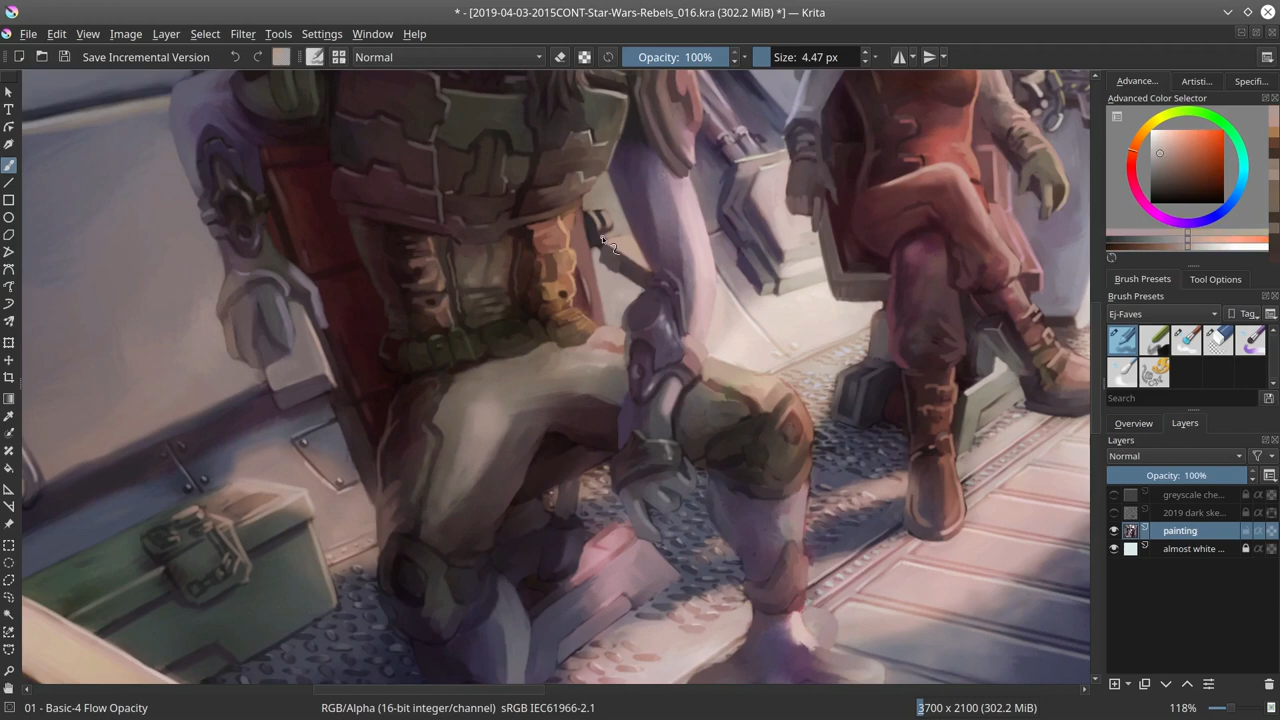 * - [2019-04-03-2015CONT-Star-Wars-Rebels_016.kra (302.2 MiB) *] — Krita
File Edit View Image Layer Select Filter Tools Settings Window Help
Save Incremental Version Normal Opacity: 100% Size: 4.47 px
Advance... Artisti... Specifi...
Advanced Color Selector
Brush Presets Tool Options
Brush Presets
Ej-Faves Tag
Search
Overview Layers
Layers
Normal
Opacity: 100%
greyscale che...
2019 dark ske...
painting
almost white ...
01 - Basic-4 Flow Opacity RGB/Alpha (16-bit integer/channel) sRGB IEC61966-2.1 3700 x 2100 (302.2 MiB) 118%